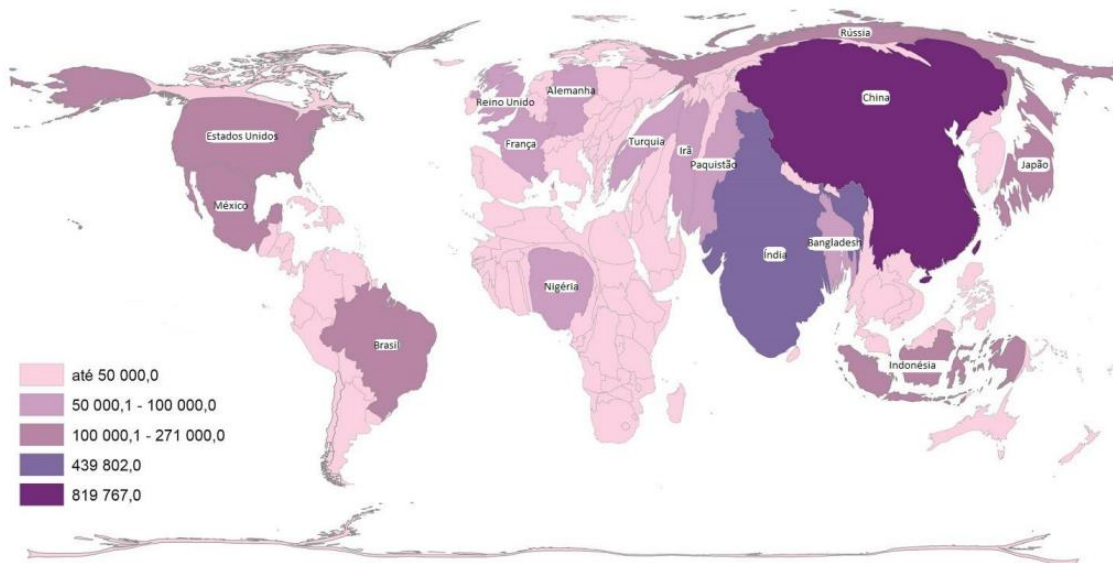 Rússia
China
Reino Unido
Alemanha
Estados Unidos
França
Turquia
Irã
Paquistão
Japão
México
Bangladesh
Índia
Nigéria
Brasil
Indonésia
até 50 000,0
50 000,1 - 100 000,0
100 000,1 - 271 000,0
439 802,0
819 767,0